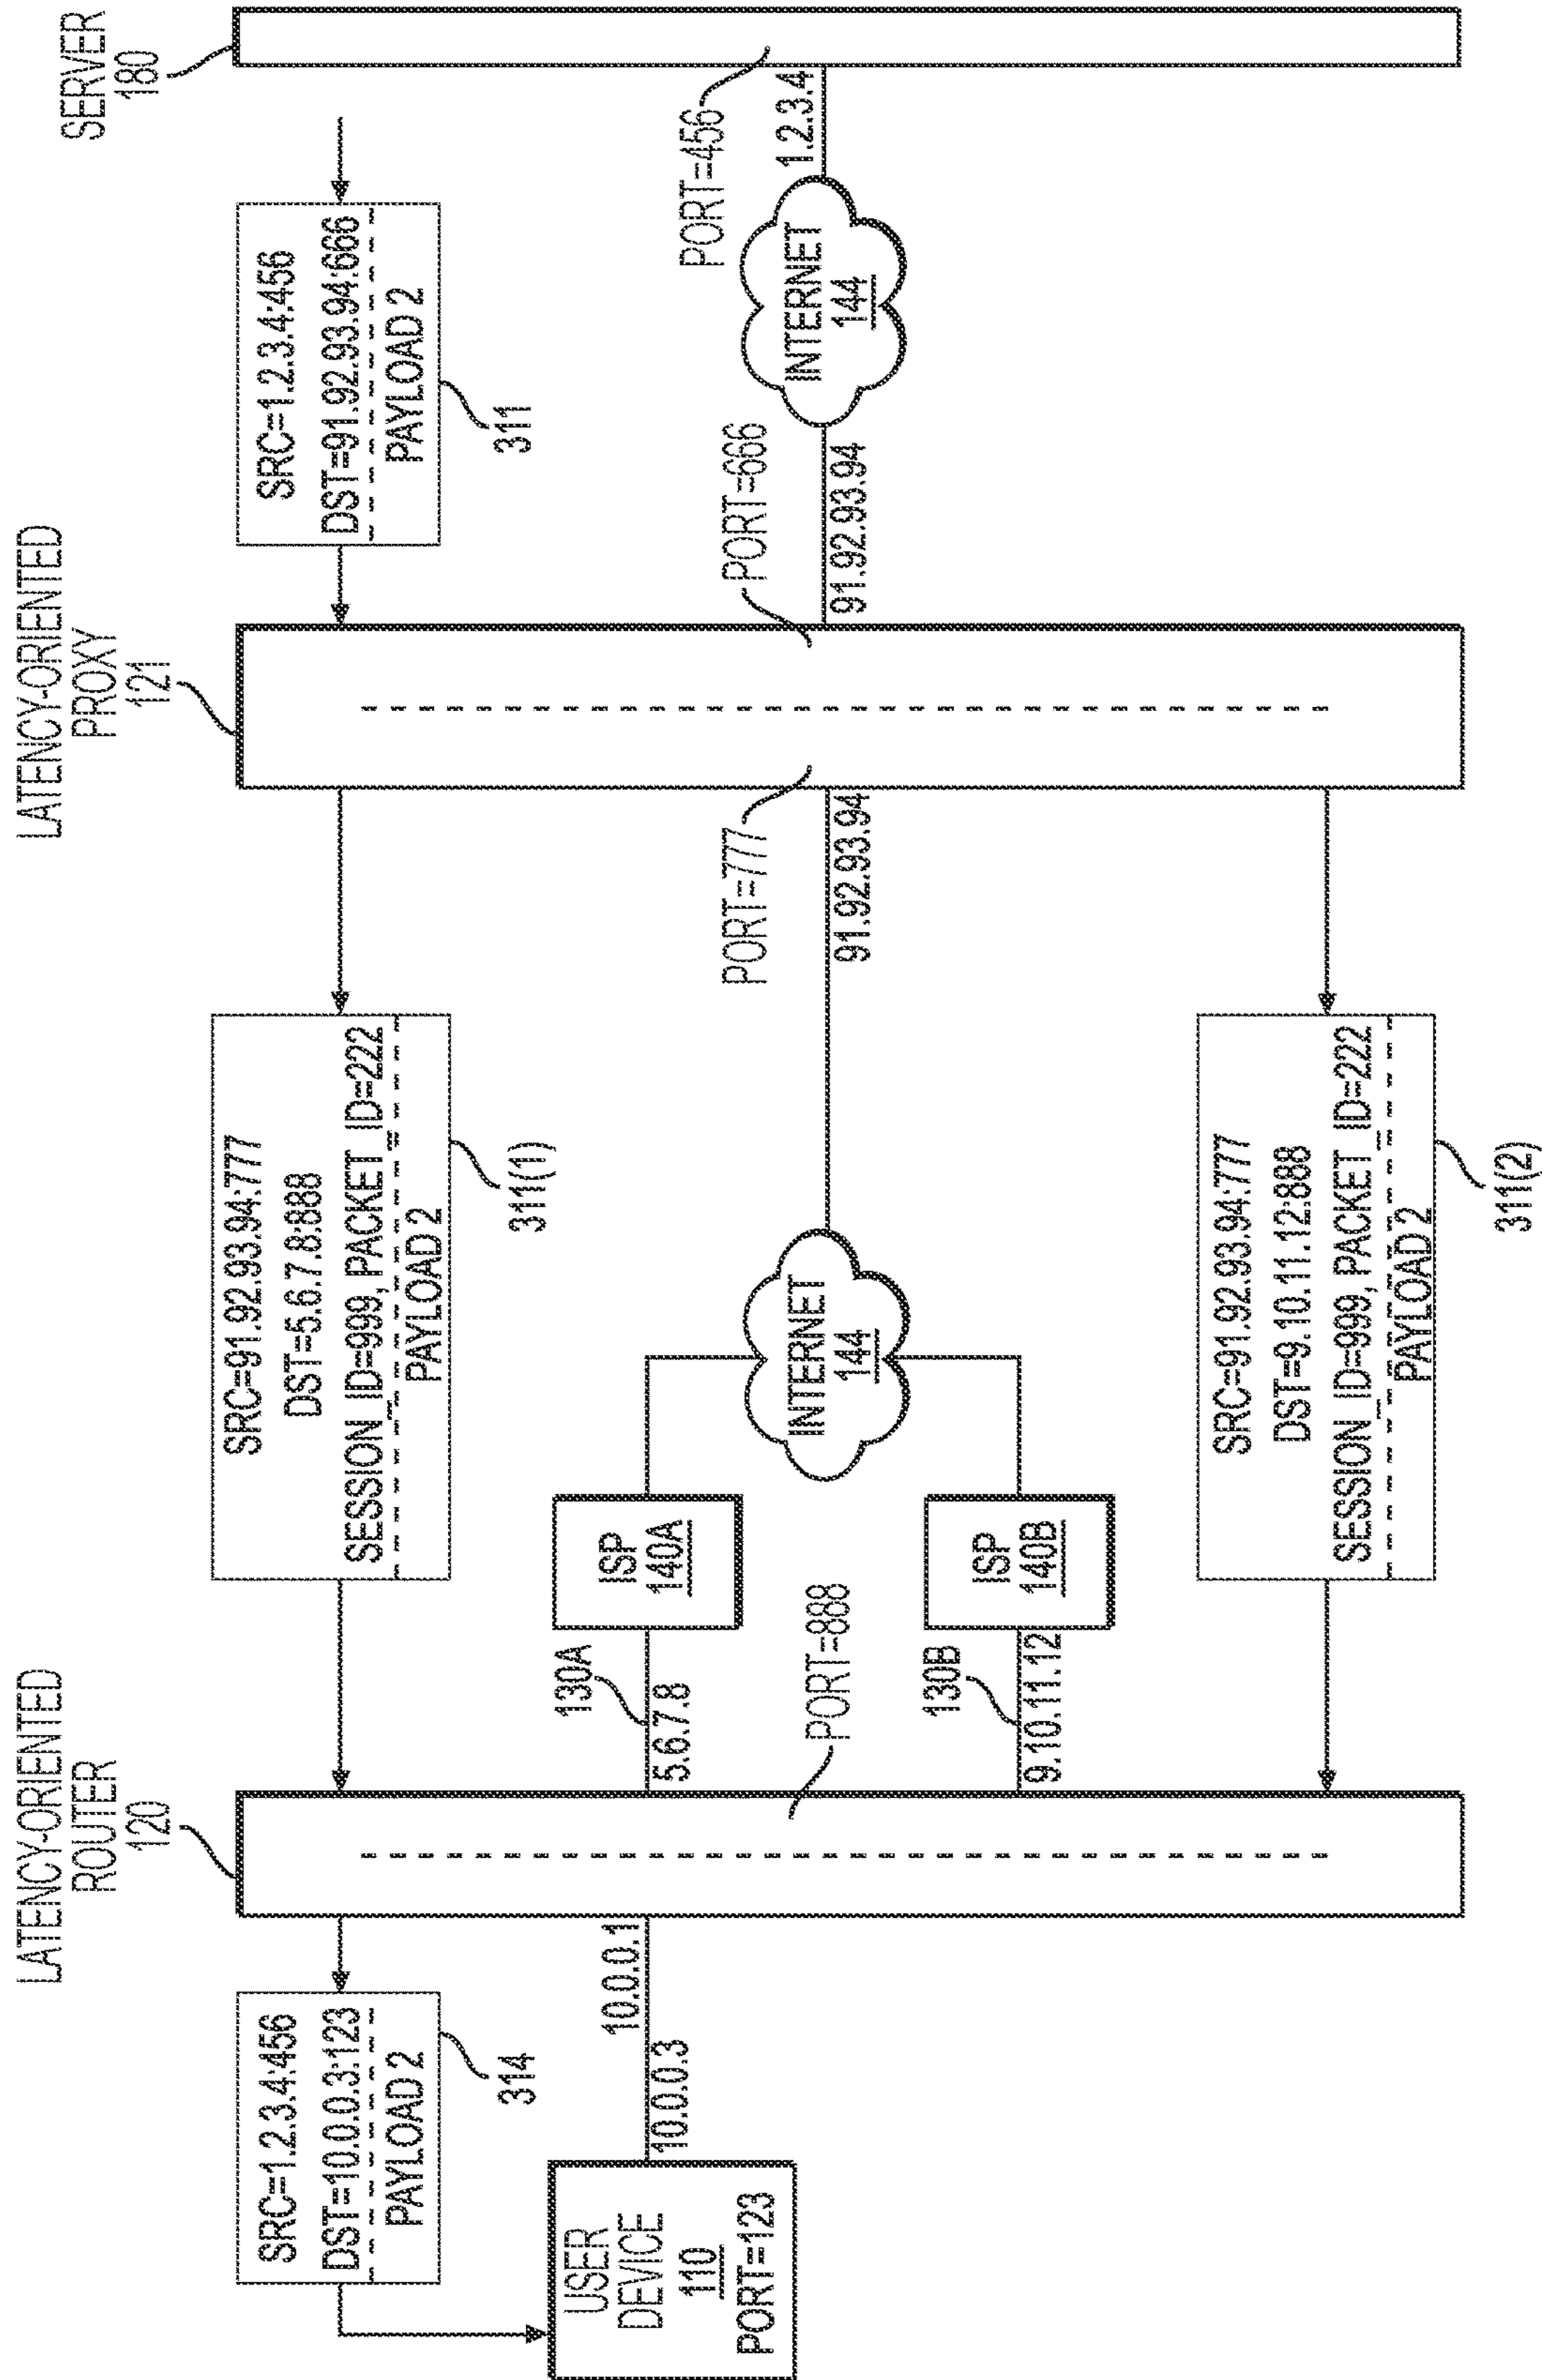 LATENCY-ORIENTED
ROUTER
120
LATENCY-ORIENTED
PROXY
121
SERVER
180
SRC=1.2.3.4:456
DST=10.0.0.3:123
PAYLOAD 2
314
SRC=91.92.93.94:777
DST=5.6.7.8:888
SESSION_ID=999, PACKET_ID=222
PAYLOAD 2
311(1)
SRC=1.2.3.4:456
DST=91.92.93.94:666
PAYLOAD 2
311
USER
DEVICE
110
PORT=123
10.0.0.3
10.0.0.1
130A
5.6.7.8
ISP
140A
PORT=888
130B
9.10.11.12
ISP
140B
INTERNET
144
PORT=777
91.92.93.94
PORT=666
91.92.93.94
INTERNET
144
PORT=456
1.2.3.4
SRC=91.92.93.94:777
DST=9.10.11.12:888
SESSION_ID=999, PACKET_ID=222
PAYLOAD 2
311(2)